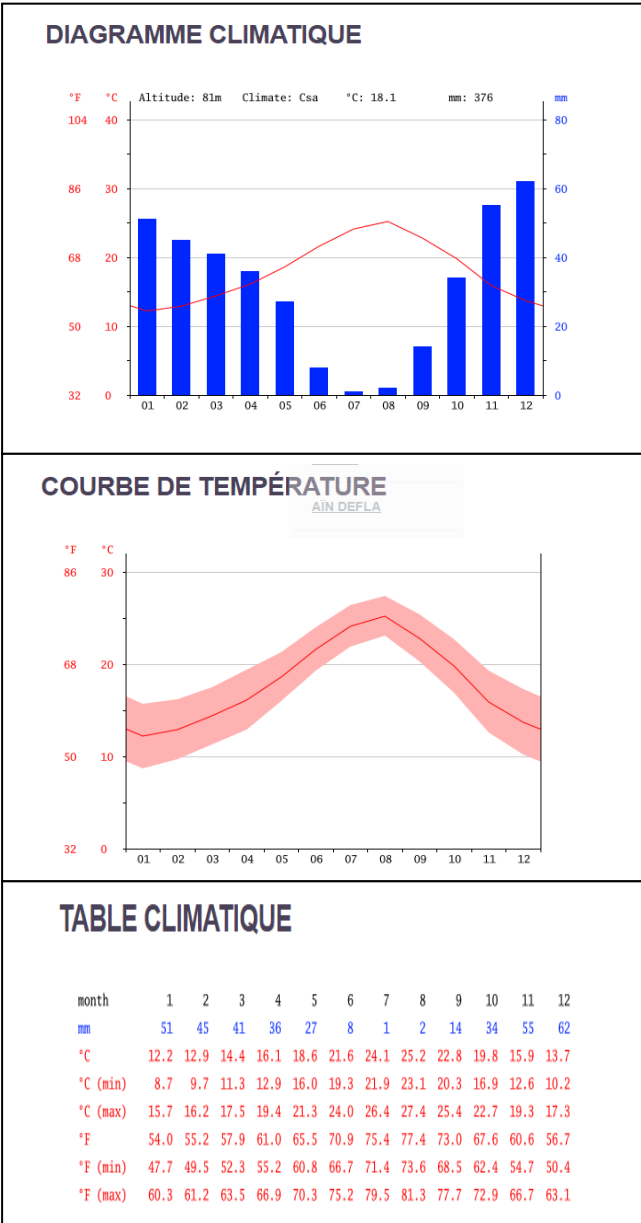 DIAGRAMME CLIMATIQUE
°F °C Altitude: 81m Climate: Csa °C: 18.1 mm: 376 mm
104 40 80
86 30 60
68 20 40
50 10 20
32 0 0
01 02 03 04 05 06 07 08 09 10 11 12
COURBE DE TEMPÉRATURE
AÏN DEFLA
°F °C
86 30
68 20
50 10
32 0
01 02 03 04 05 06 07 08 09 10 11 12
TABLE CLIMATIQUE
month 1 2 3 4 5 6 7 8 9 10 11 12
mm 51 45 41 36 27 8 1 2 14 34 55 62
°C 12.2 12.9 14.4 16.1 18.6 21.6 24.1 25.2 22.8 19.8 15.9 13.7
°C (min) 8.7 9.7 11.3 12.9 16.0 19.3 21.9 23.1 20.3 16.9 12.6 10.2
°C (max) 15.7 16.2 17.5 19.4 21.3 24.0 26.4 27.4 25.4 22.7 19.3 17.3
°F 54.0 55.2 57.9 61.0 65.5 70.9 75.4 77.4 73.0 67.6 60.6 56.7
°F (min) 47.7 49.5 52.3 55.2 60.8 66.7 71.4 73.6 68.5 62.4 54.7 50.4
°F (max) 60.3 61.2 63.5 66.9 70.3 75.2 79.5 81.3 77.7 72.9 66.7 63.1